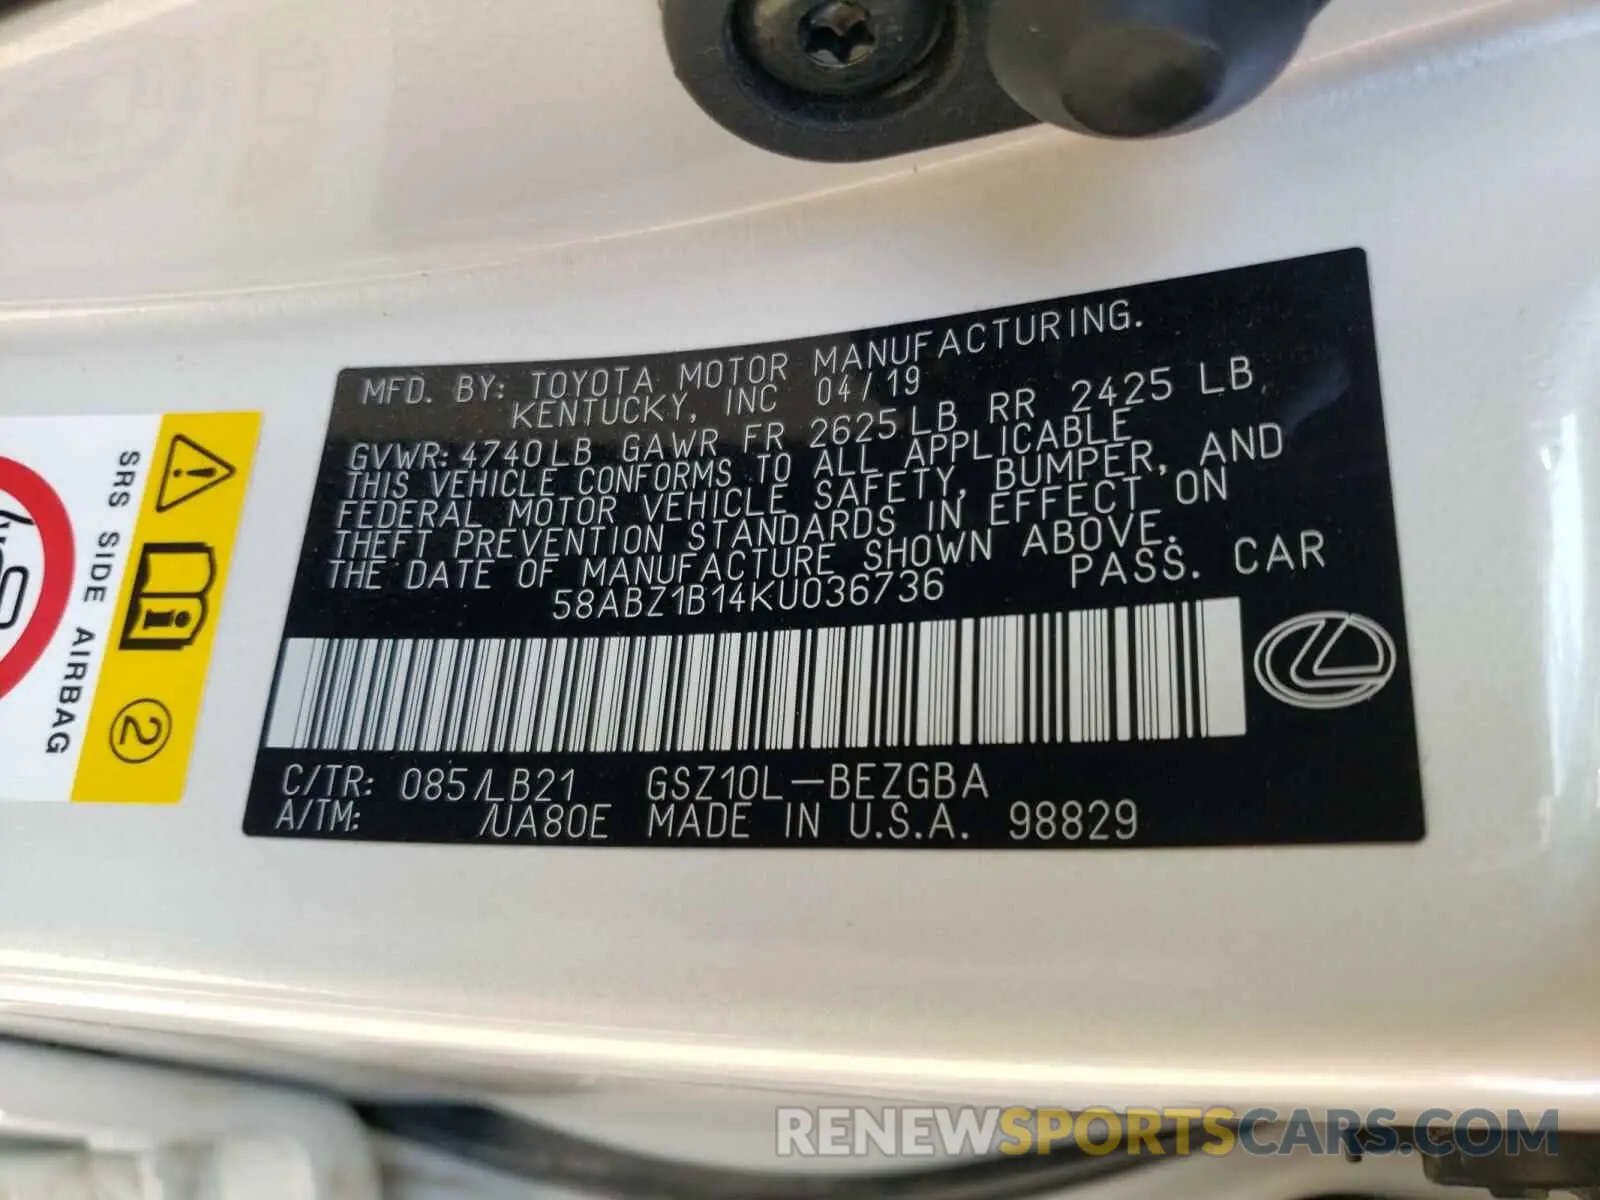 MFD. BY: TOYOTA MOTOR MANUFACTURING.
KENTUCKY, INC 04/19
GVWR: 4740LB GAWR FR 2625LB RR 2425 LB
THIS VEHICLE CONFORMS TO ALL APPLICABLE
FEDERAL MOTOR VEHICLE SAFETY, BUMPER, AND
THEFT PREVENTION STANDARDS IN EFFECT ON
THE DATE OF MANUFACTURE SHOWN ABOVE.
58ABZ1B14KU036736 PASS. CAR
C/TR: 085/LB21 GSZ10L-BEZGBA
A/TM: /UA80E MADE IN U.S.A. 98829
SRS SIDE AIRBAG
2
RENEWSPORTSCARS.COM